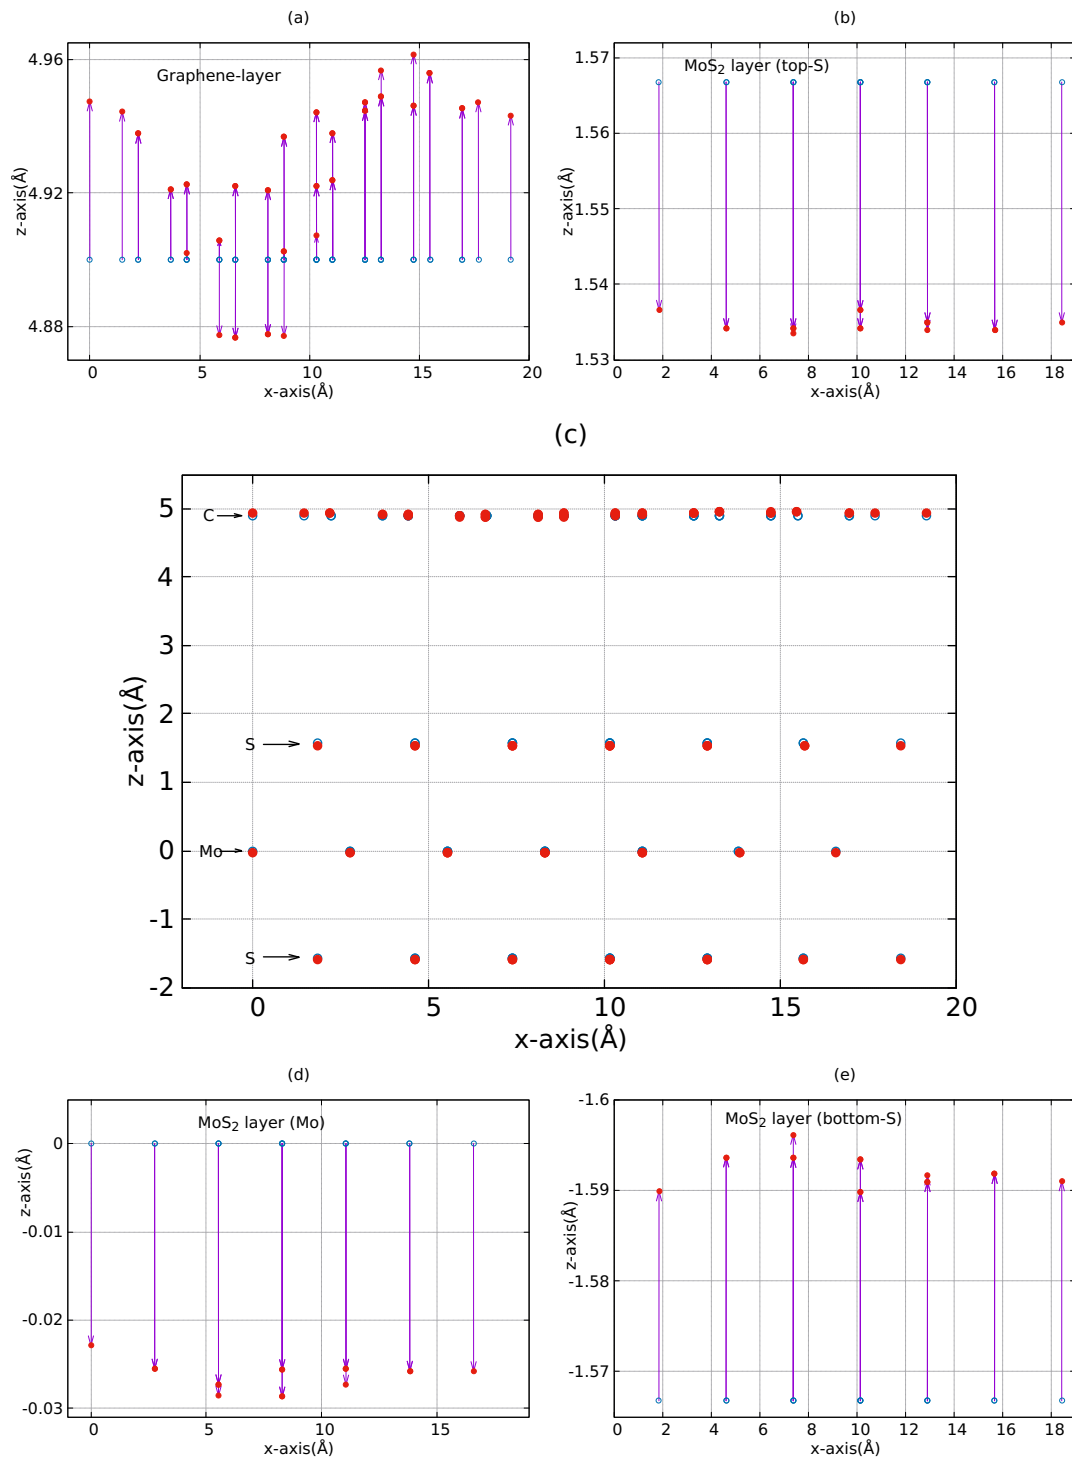 (a)
(b)
4.96
4.92
4.88
z-axis(Å)
Graphene-layer
0
5
10
15
20
x-axis(Å)
1.57
1.56
1.55
1.54
1.53
z-axis(Å)
MoS2 layer (top-S)
0
2
4
6
8
10
12
14
16
18
x-axis(Å)
(c)
5
4
3
2
1
0
-1
-2
z-axis(Å)
C
S
Mo
S
0
5
10
15
20
x-axis(Å)
(d)
(e)
0
-0.01
-0.02
-0.03
z-axis(Å)
MoS2 layer (Mo)
0
5
10
15
x-axis(Å)
-1.6
-1.59
-1.58
-1.57
z-axis(Å)
MoS2 layer (bottom-S)
0
2
4
6
8
10
12
14
16
18
x-axis(Å)